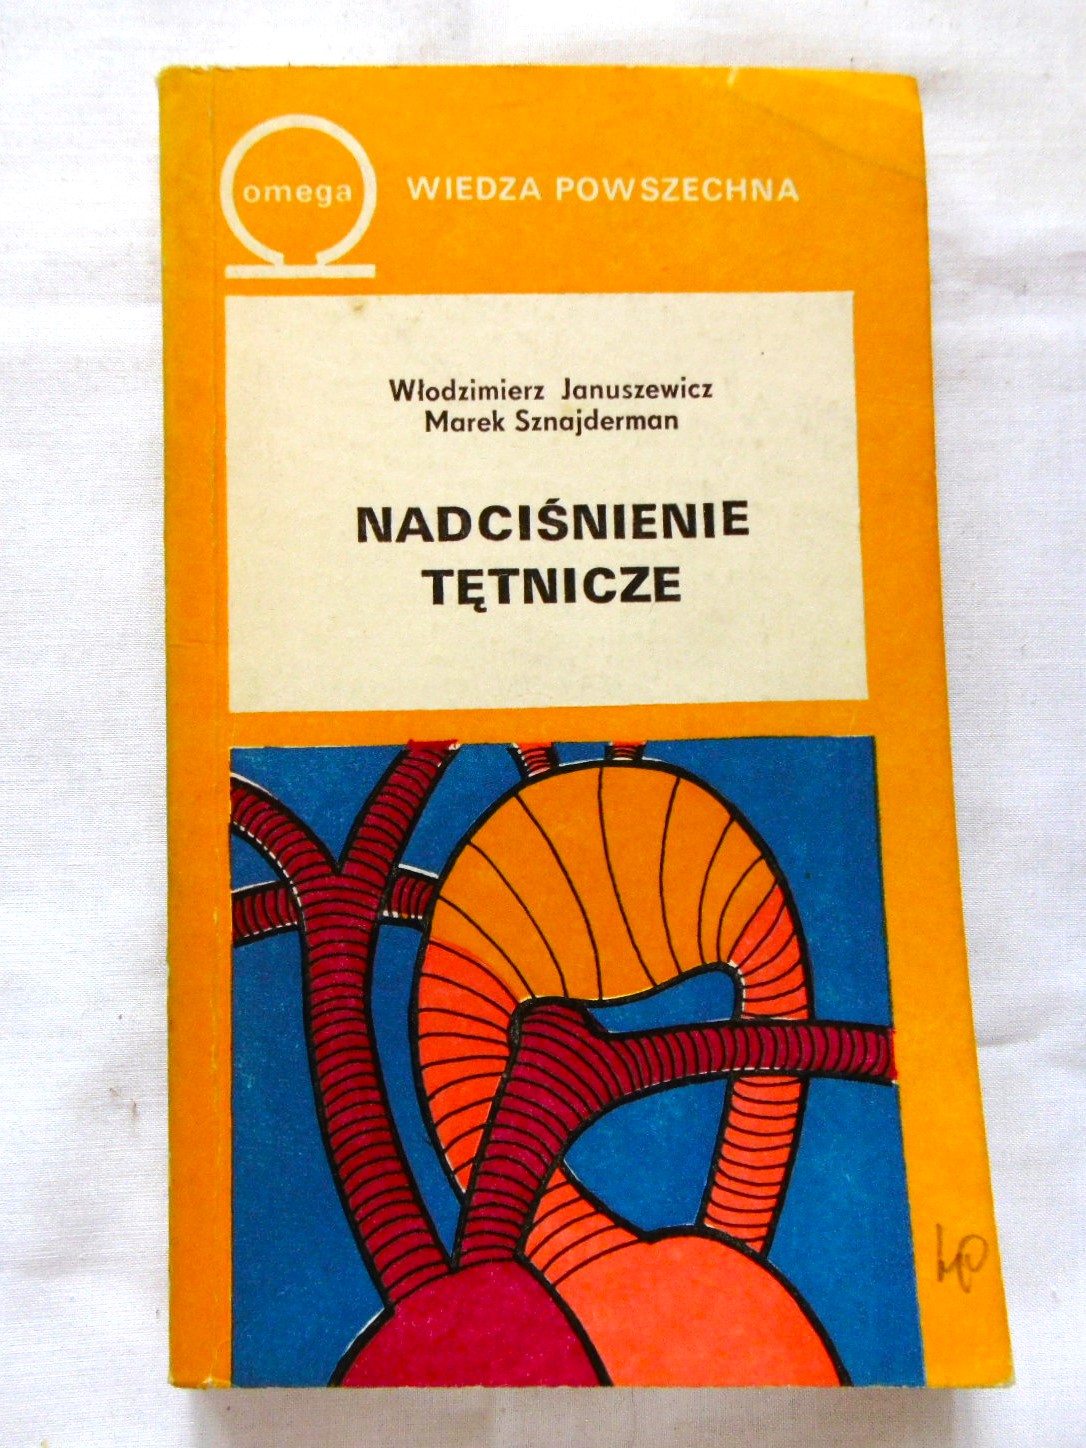 omega
WIEDZA POWSZECHNA
Włodzimierz Januszewicz
Marek Sznajderman
NADCIŚNIENIE
TĘTNICZE